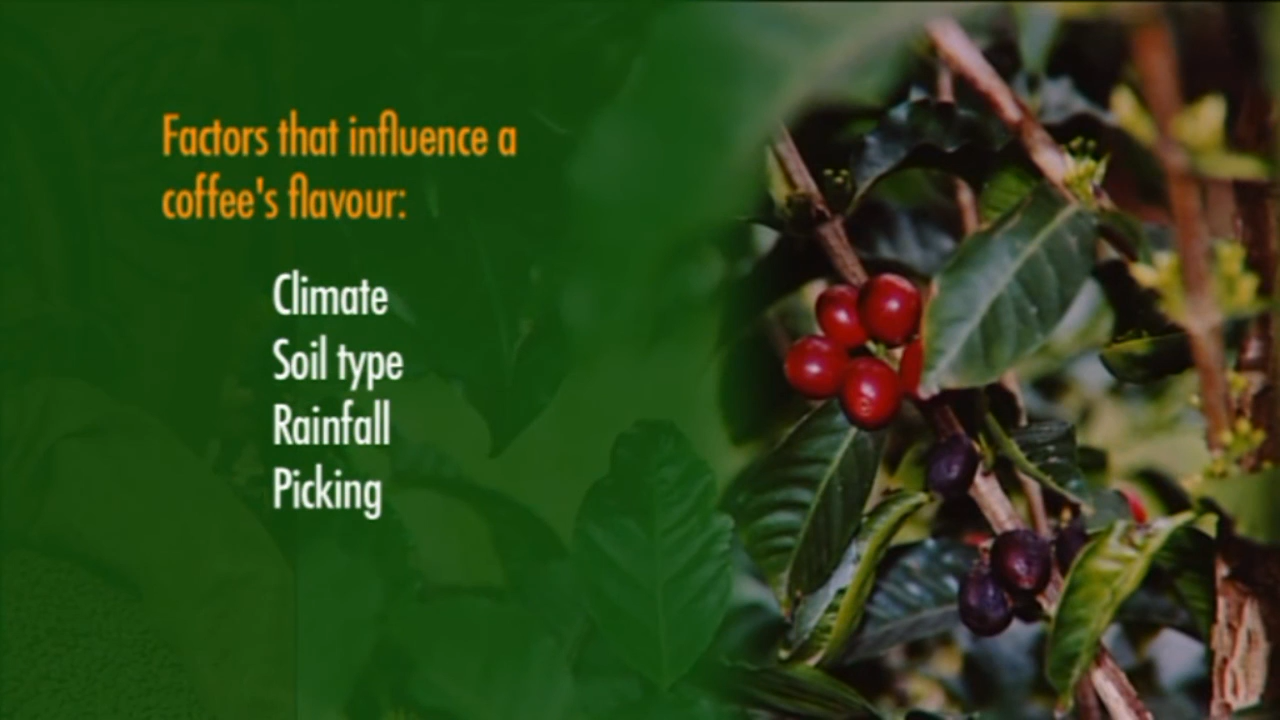 Factors that influence a
coffee's flavour:
Climate
Soil type
Rainfall
Picking